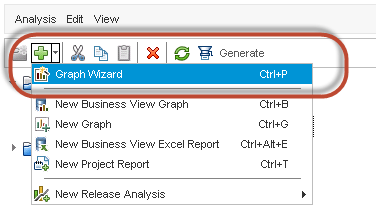 Analysis Edit View
Generate
Graph Wizard Ctrl+P
New Business View Graph Ctrl+B
New Graph Ctrl+G
New Business View Excel Report Ctrl+Alt+E
New Project Report Ctrl+T
New Release Analysis